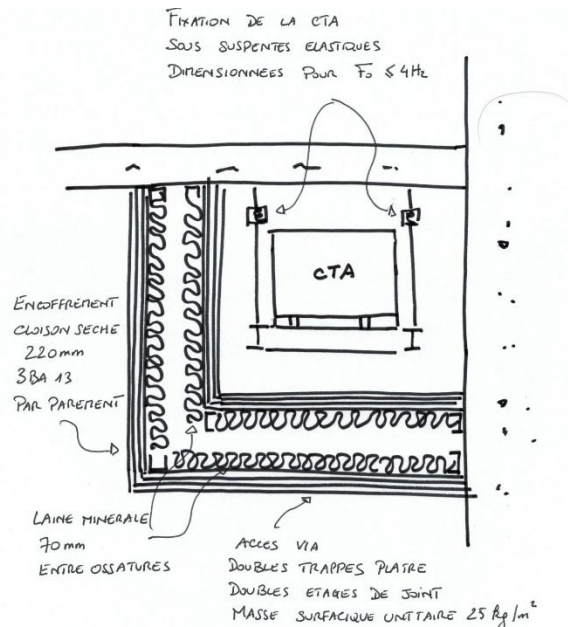 FIXATION DE LA CTA
SOUS SUSPENTES ELASTIQUES
DIMENSIONNEES POUR F₀ ≤ 4Hz
CTA
ENCOFFREMENT
CLOISON SECHE
220mm
3BA 13
PAR PAREMENT
LAINE MINERALE
70mm
ENTRE OSSATURES
ACCES VIA
DOUBLES TRAPPES PLATRE
DOUBLES ETAGES DE JOINT
MASSE SURFACIQUE UNITAIRE 25 kg/m²